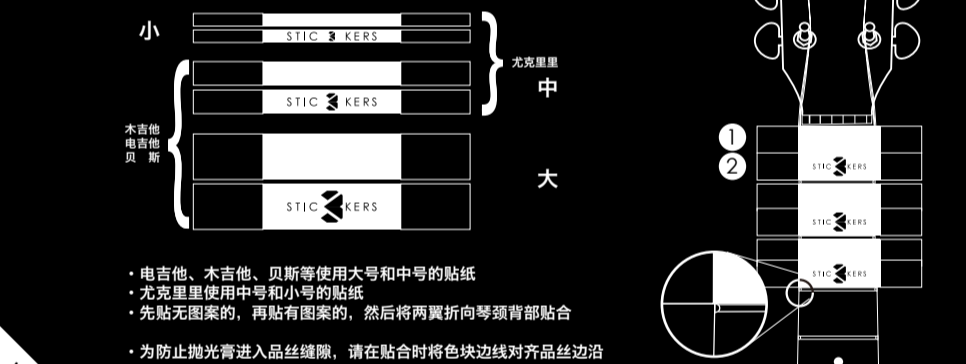 小
STIC KERS
尤克里里
中
STIC KERS
木吉他
电吉他
贝 斯
大
STIC KERS
1
2
STIC KERS
STIC KERS
STIC KERS
・电吉他、木吉他、贝斯等使用大号和中号的贴纸
・尤克里里使用中号和小号的贴纸
・先贴无图案的，再贴有图案的，然后将两翼折向琴颈背部贴合
・为防止抛光膏进入品丝缝隙，请在贴合时将色块边线对齐品丝边沿